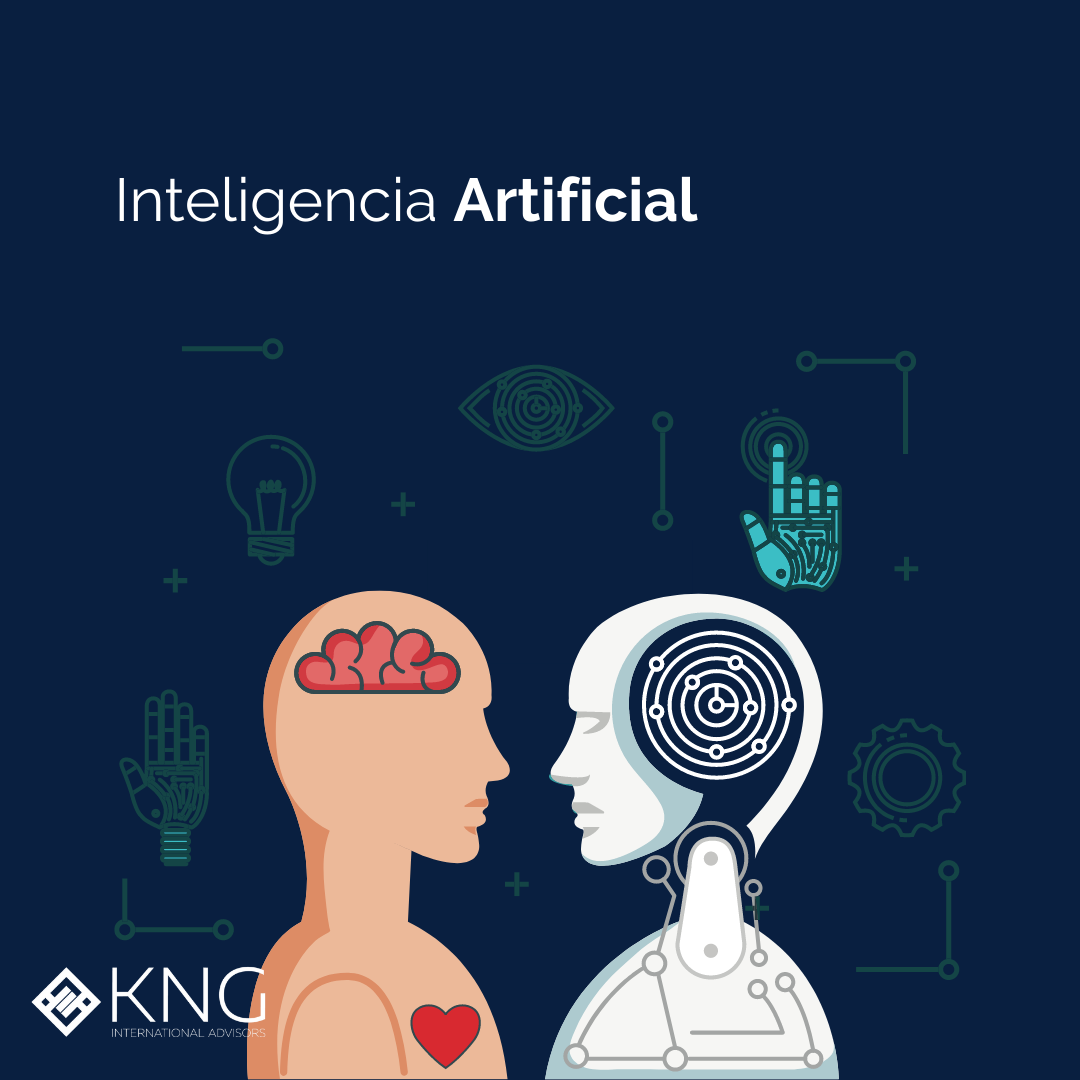 Inteligencia Artificial
KNG
INTERNATIONAL ADVISORS